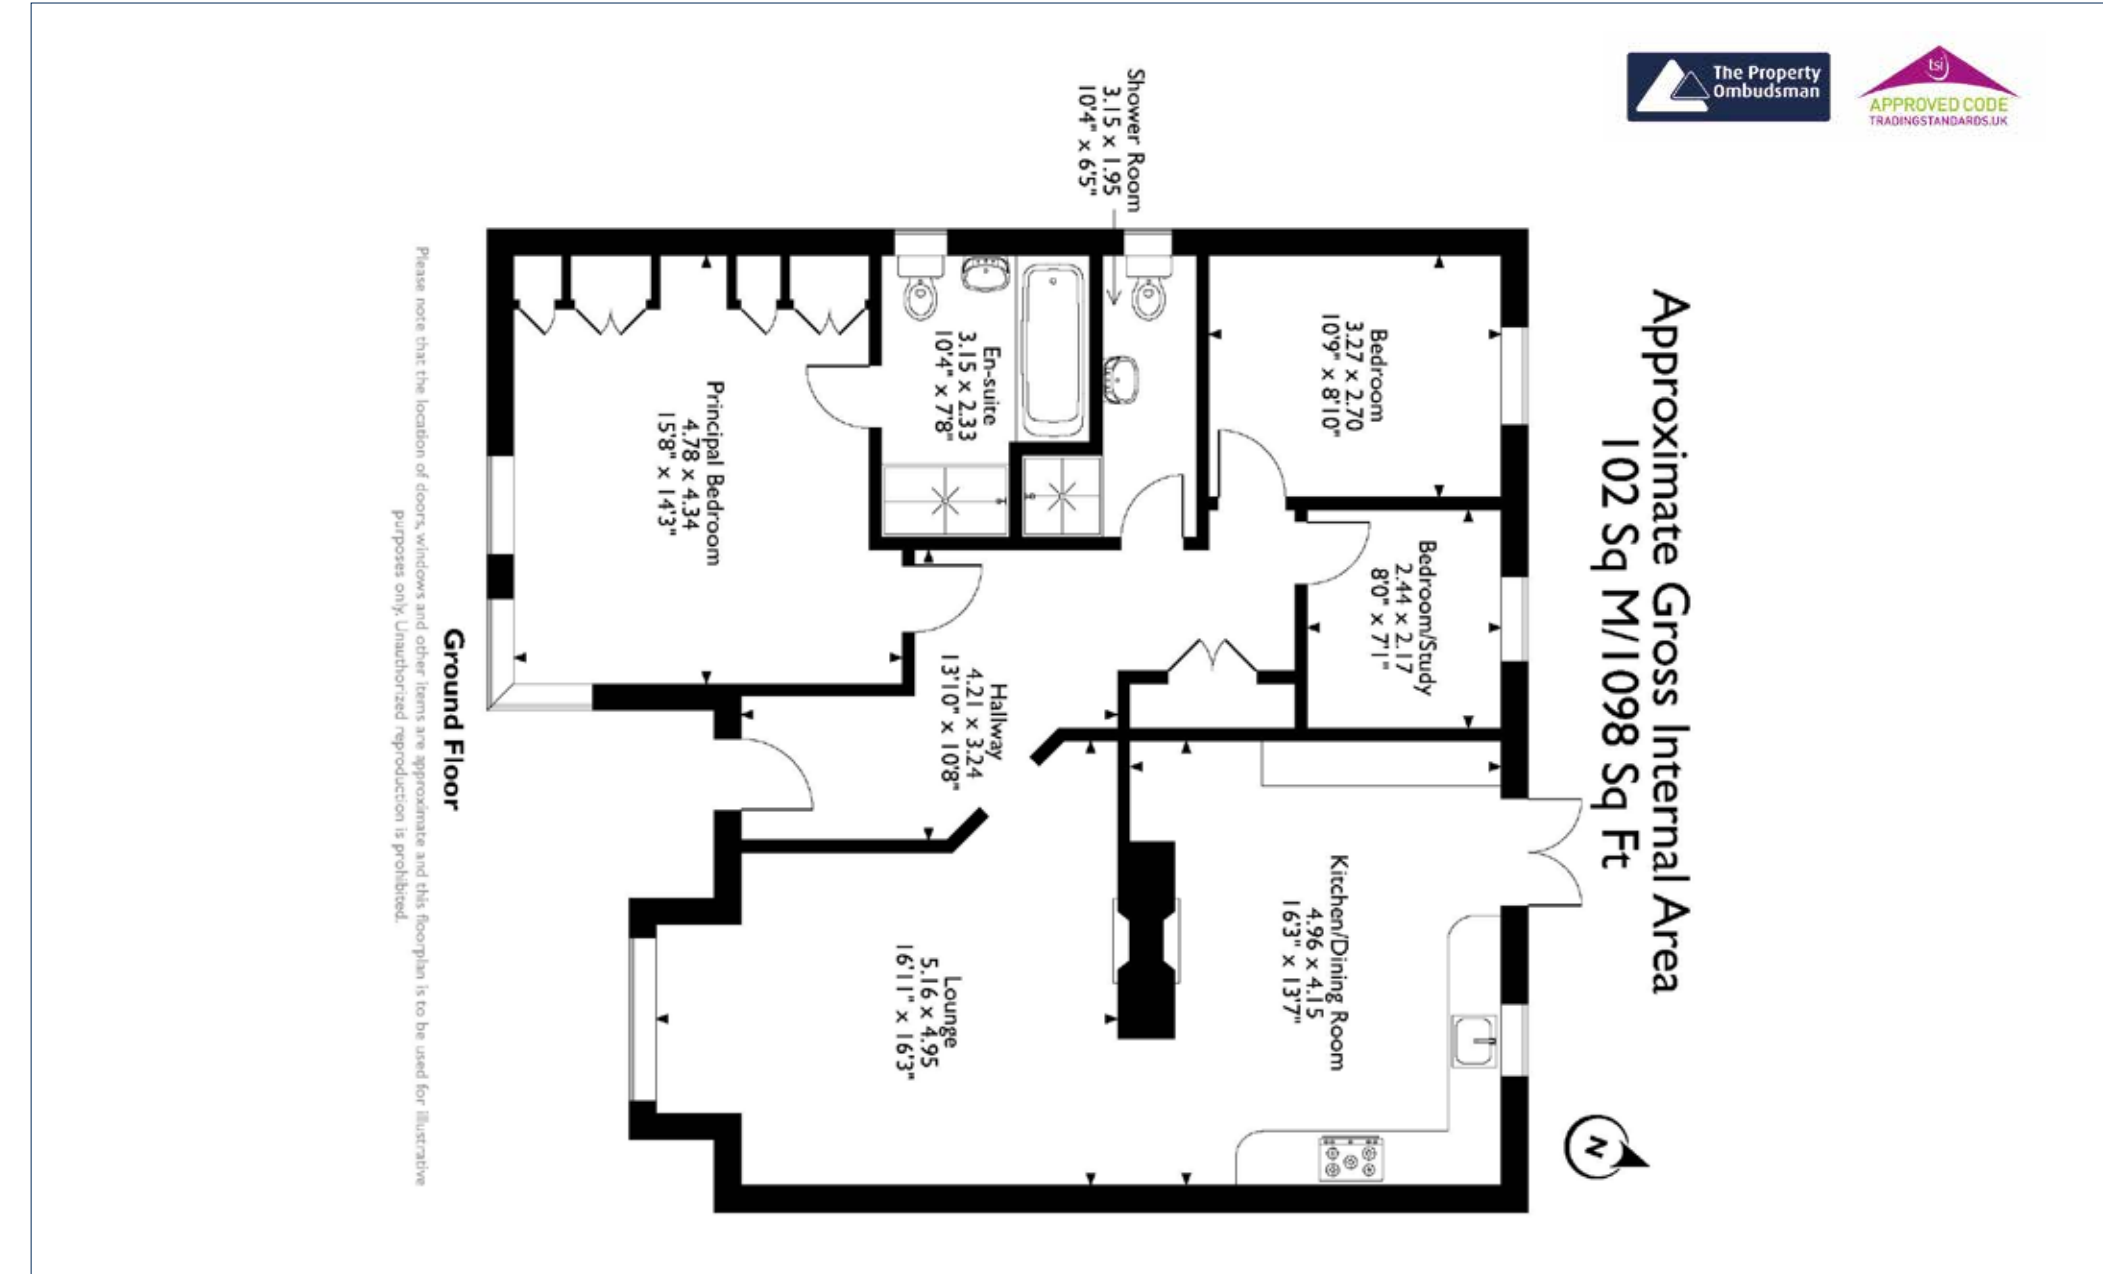 The Property
Ombudsman
tsi
APPROVED CODE
TRADINGSTANDARDS.UK
Approximate Gross Internal Area
102 Sq M/1098 Sq Ft
Shower Room
3.15 x 1.95
10'4" x 6'5"
Bedroom
3.27 x 2.70
10'9" x 8'10"
En-suite
3.15 x 2.33
10'4" x 7'8"
Principal Bedroom
4.78 x 4.34
15'8" x 14'3"
Bedroom/Study
2.44 x 2.17
8'0" x 7'1"
Hallway
4.21 x 3.24
13'10" x 10'8"
Kitchen/Dining Room
4.96 x 4.15
16'3" x 13'7"
Lounge
5.16 x 4.95
16'11" x 16'3"
N
Ground Floor
Please note that the location of doors, windows and other items are approximate and this floorplan is to be used for illustrative
purposes only. Unauthorized reproduction is prohibited.